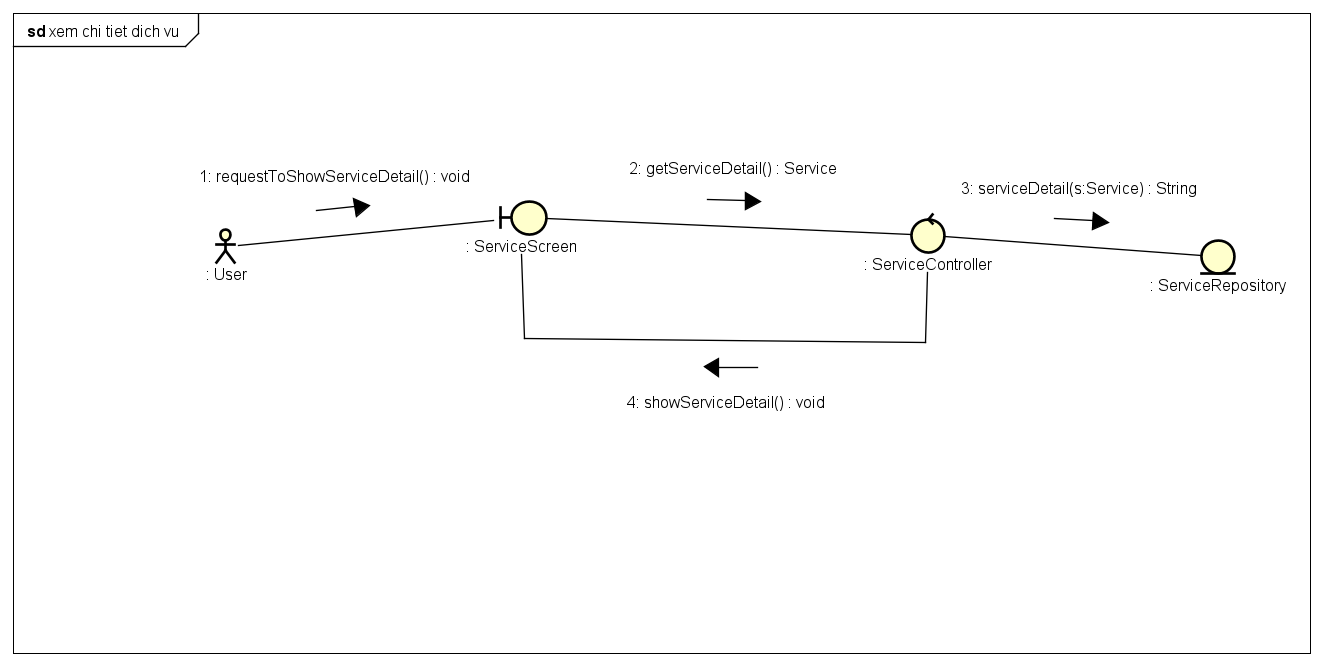 sd xem chi tiet dich vu
1: requestToShowServiceDetail() : void
2: getServiceDetail() : Service
3: serviceDetail(s:Service) : String
: User
: ServiceScreen
: ServiceController
: ServiceRepository
4: showServiceDetail() : void